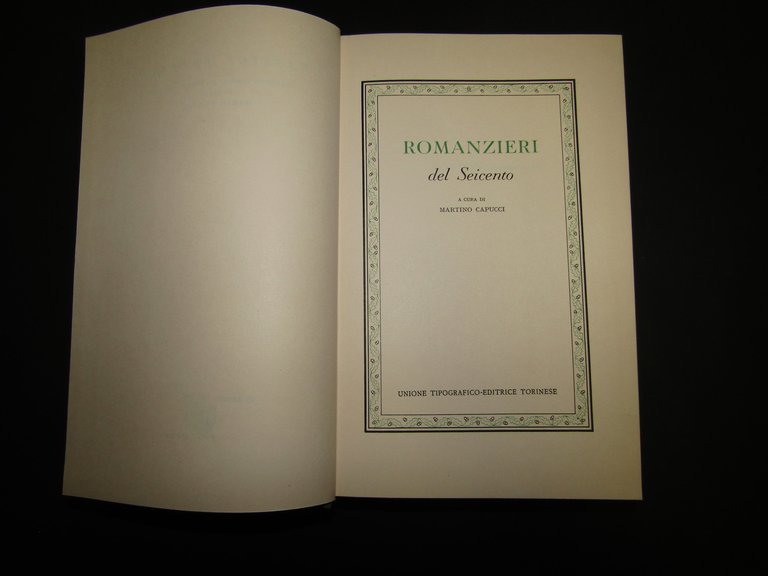 ROMANZIERI
del Seicento
A CURA DI
MARTINO CAPUCCI
UNIONE TIPOGRAFICO-EDITRICE TORINESE